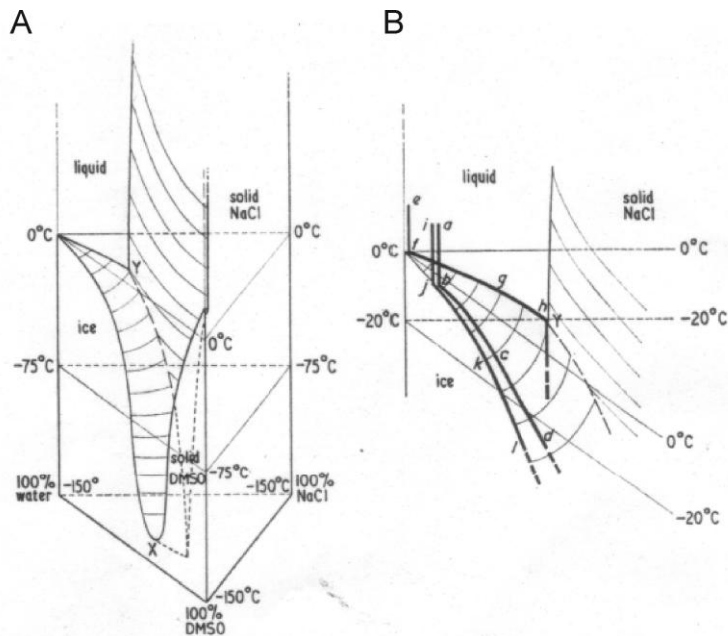 A
liquid
solid
NaCl
0°C
0°C
Y
ice
0°C
-75°C
-75°C
solid
DMSO
-75°C
100%
water
-150°
-150°C
100%
NaCl
X
-150°C
100%
DMSO
B
liquid
solid
NaCl
e
i
a
0°C
f
0°C
j
b
g
h
Y
-20°C
-20°C
k
c
ice
d
l
0°C
-20°C